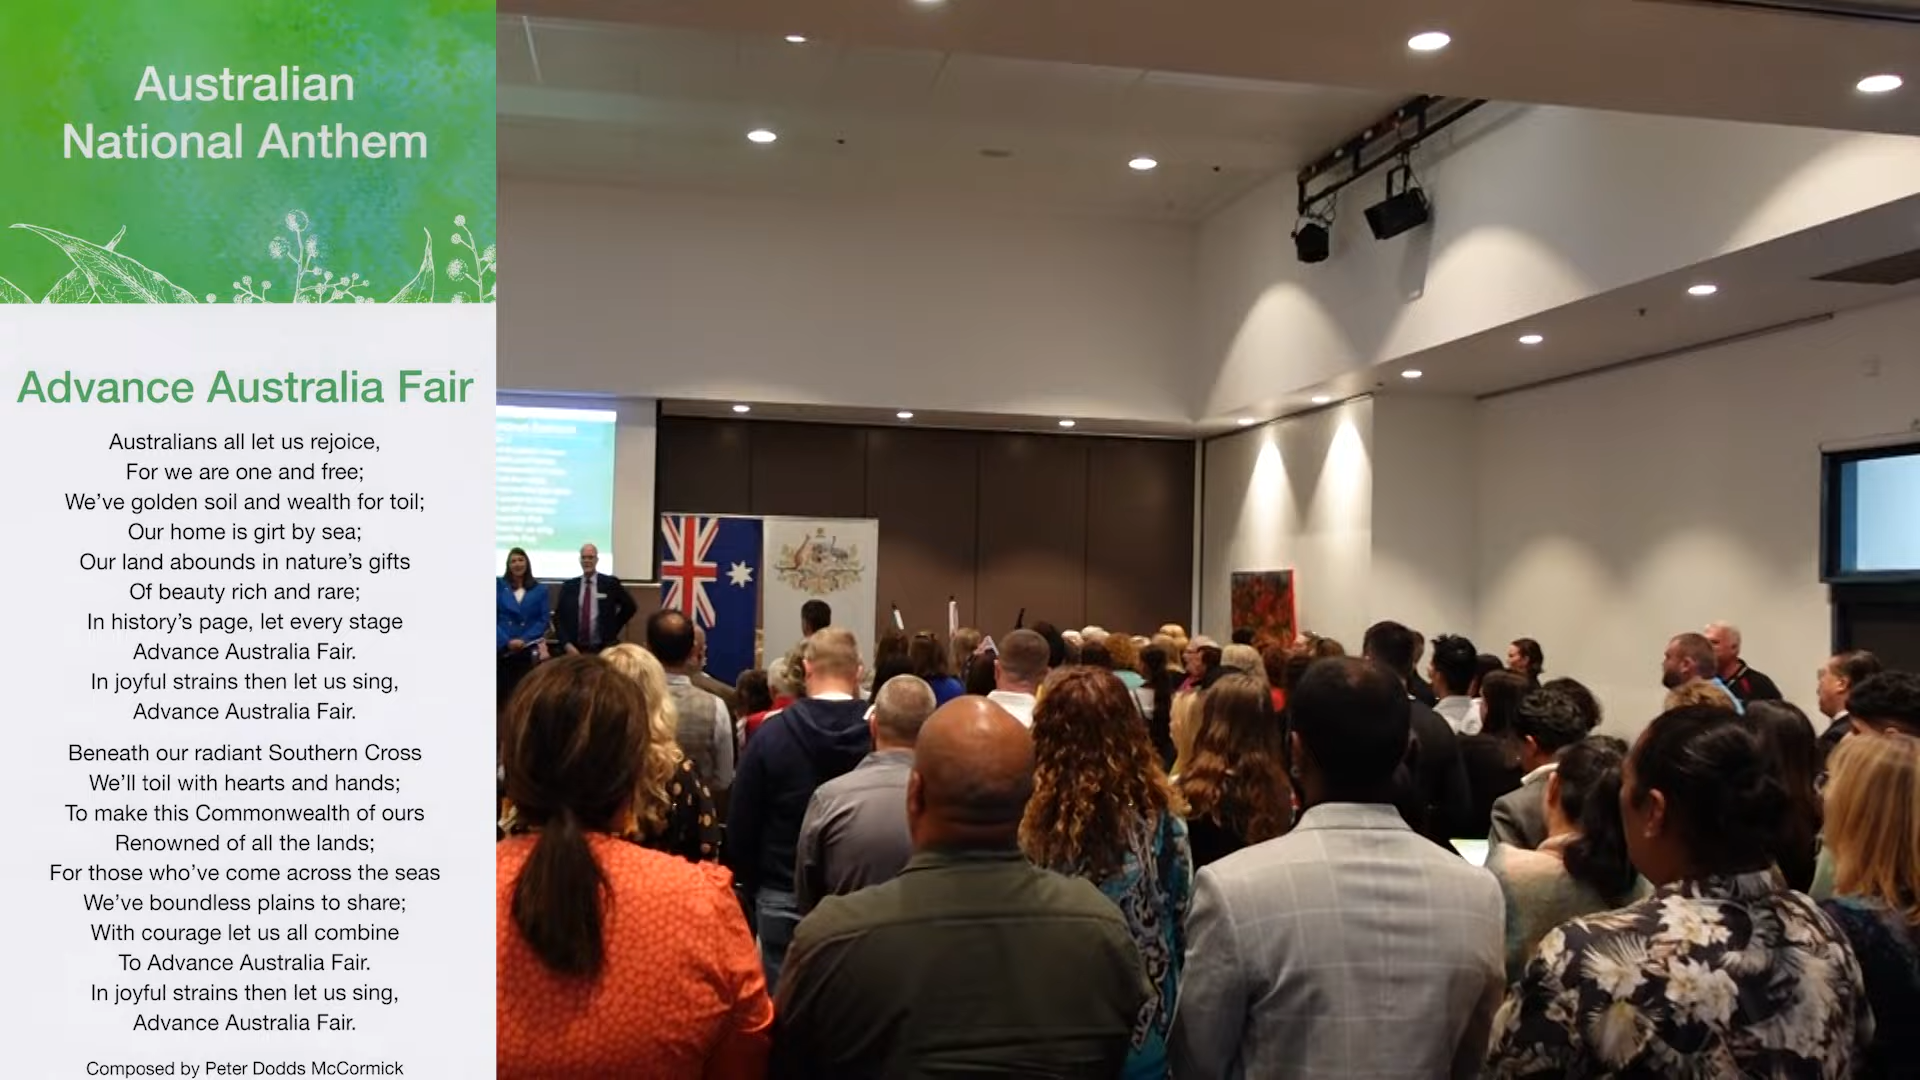 Australian
National Anthem
Advance Australia Fair
Australians all let us rejoice,
For we are one and free;
We’ve golden soil and wealth for toil;
Our home is girt by sea;
Our land abounds in nature’s gifts
Of beauty rich and rare;
In history’s page, let every stage
Advance Australia Fair.
In joyful strains then let us sing,
Advance Australia Fair.
Beneath our radiant Southern Cross
We’ll toil with hearts and hands;
To make this Commonwealth of ours
Renowned of all the lands;
For those who’ve come across the seas
We’ve boundless plains to share;
With courage let us all combine
To Advance Australia Fair.
In joyful strains then let us sing,
Advance Australia Fair.
Composed by Peter Dodds McCormick